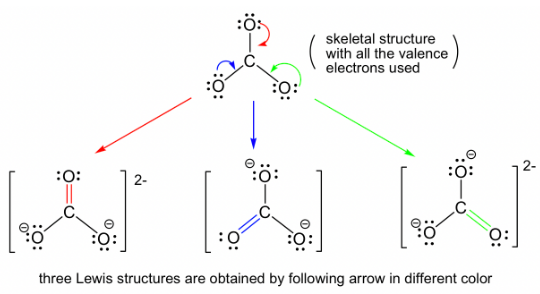 O
C
O
O
skeletal structure
with all the valence
electrons used
O
C
O
O
2-
O
C
O
O
O
C
O
O
2-
three Lewis structures are obtained by following arrow in different color